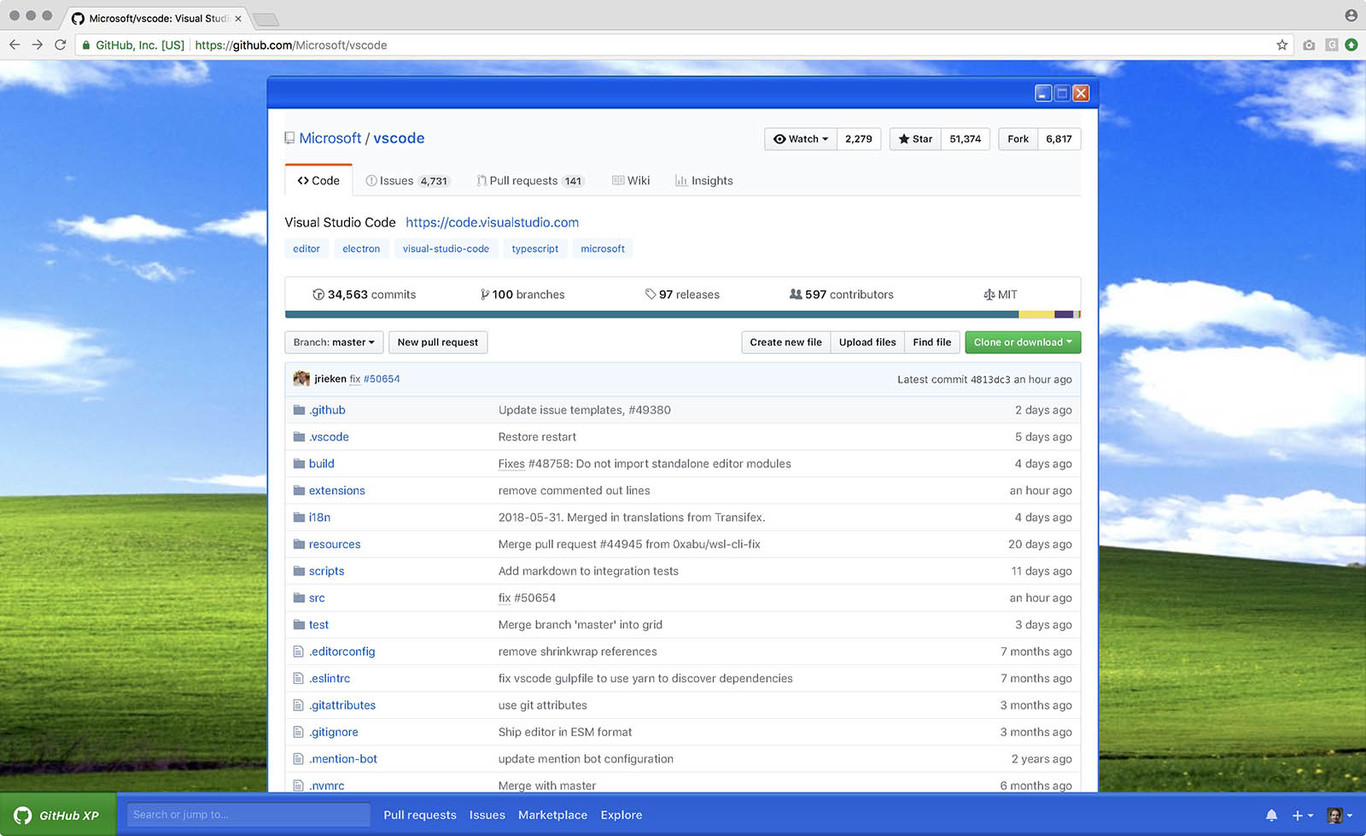 Microsoft/vscode: Visual Studi
GitHub, Inc. [US] https://github.com/Microsoft/vscode
Microsoft / vscode
Watch 2,279 Star 51,374 Fork 6,817
Code Issues 4,731 Pull requests 141 Wiki Insights
Visual Studio Code https://code.visualstudio.com
editor electron visual-studio-code typescript microsoft
34,563 commits 100 branches 97 releases 597 contributors MIT
Branch: master New pull request Create new file Upload files Find file Clone or download
jrieken fix #50654 Latest commit 4813dc3 an hour ago
.github Update issue templates, #49380 2 days ago
.vscode Restore restart 5 days ago
build Fixes #48758: Do not import standalone editor modules 4 days ago
extensions remove commented out lines an hour ago
i18n 2018-05-31. Merged in translations from Transifex. 4 days ago
resources Merge pull request #44945 from 0xabu/wsl-cli-fix 20 days ago
scripts Add markdown to integration tests 11 days ago
src fix #50654 an hour ago
test Merge branch 'master' into grid 3 days ago
.editorconfig remove shrinkwrap references 7 months ago
.eslintrc fix vscode gulpfile to use yarn to discover dependencies 7 months ago
.gitattributes use git attributes 3 months ago
.gitignore Ship editor in ESM format 3 months ago
.mention-bot update mention bot configuration 2 years ago
.nvmrc Merge with master 6 months ago
GitHub XP Search or jump to... Pull requests Issues Marketplace Explore